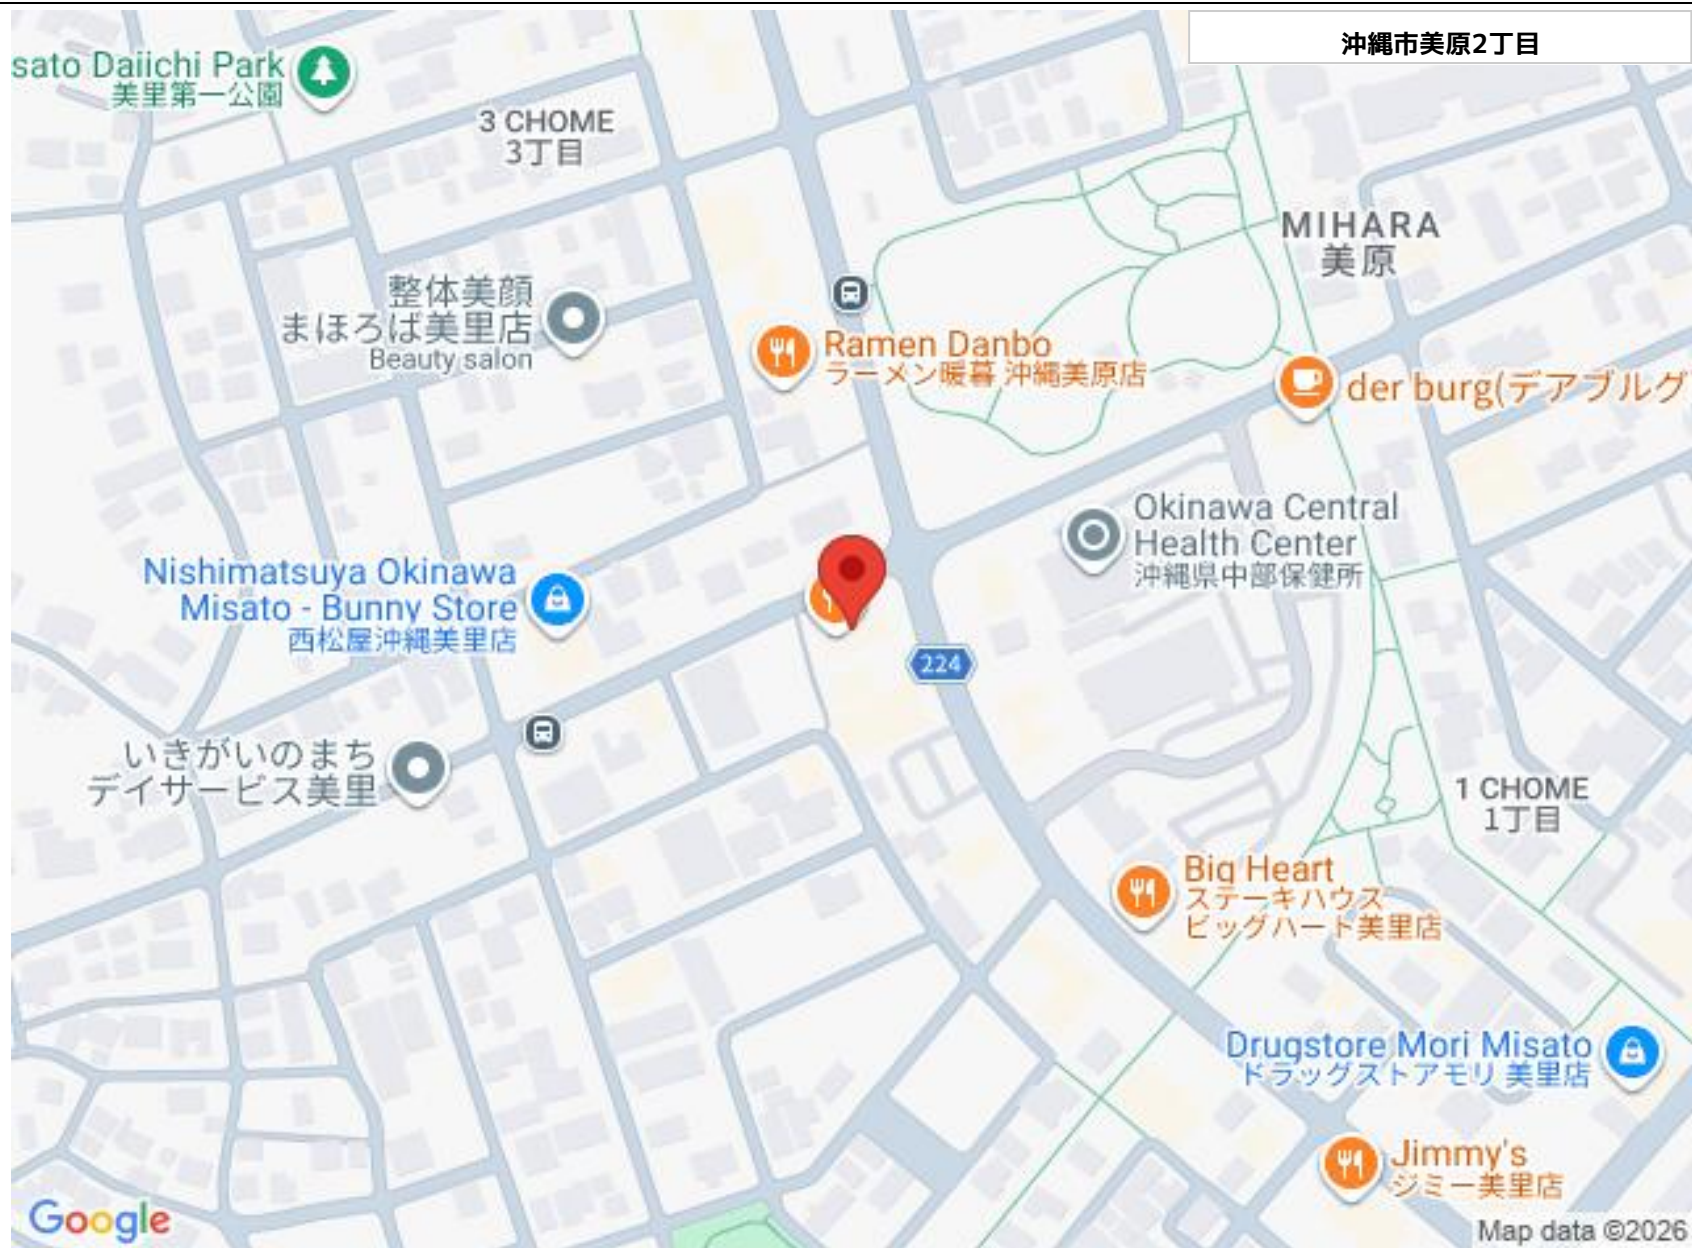 沖縄市美原2丁目
sato Daiichi Park
美里第一公園
3 CHOME
3丁目
MIHARA
美原
整体美顔
まほろば美里店
Beauty salon
Ramen Danbo
ラーメン暖暮 沖縄美原店
der burg(デアブルグ
Okinawa Central
Health Center
沖縄県中部保健所
Nishimatsuya Okinawa
Misato - Bunny Store
西松屋沖縄美里店
224
いきがいのまち
デイサービス美里
1 CHOME
1丁目
Big Heart
ステーキハウス
ビッグハート美里店
Drugstore Mori Misato
ドラッグストアモリ 美里店
Jimmy's
ジミー美里店
Google
Map data ©2026